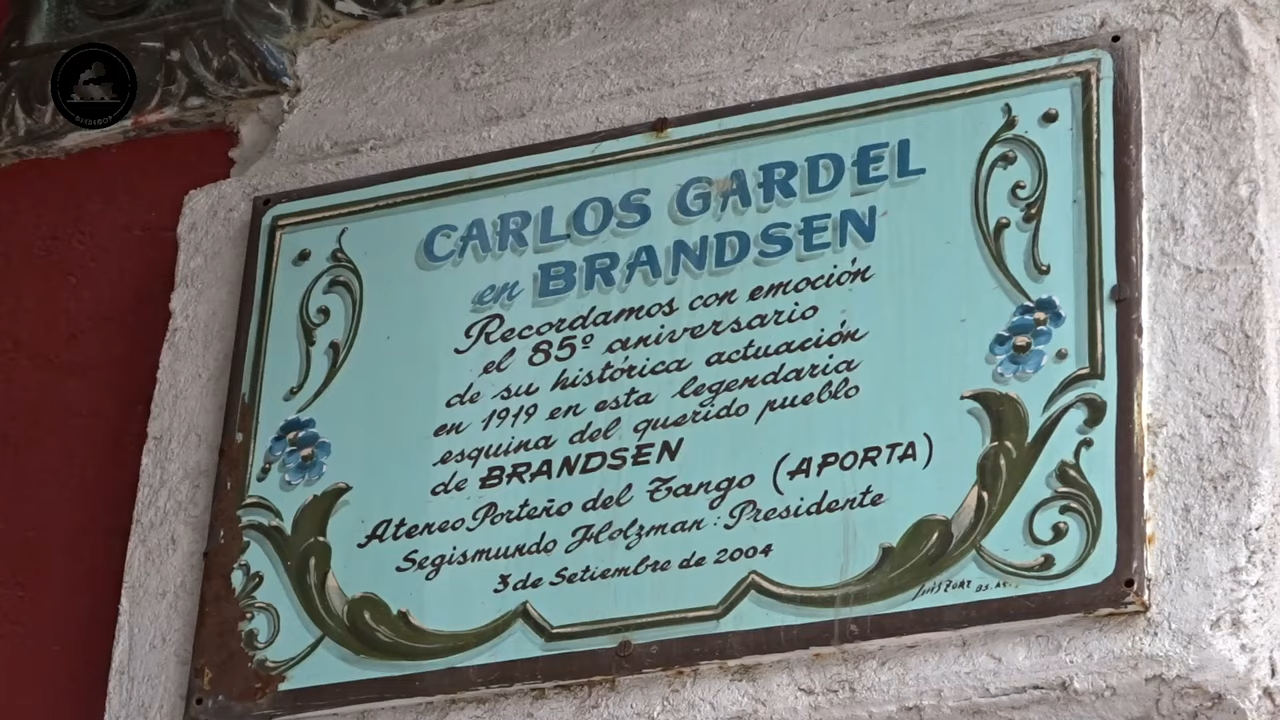 CARLOS GARDEL
en BRANDSEN
Recordamos con emoción
el 85º aniversario
de su histórica actuación
en 1919 en esta legendaria
esquina del querido pueblo
de BRANDSEN
Ateneo Porteño del Tango (APORTA)
Segismundo Holzman: Presidente
3 de Setiembre de 2004